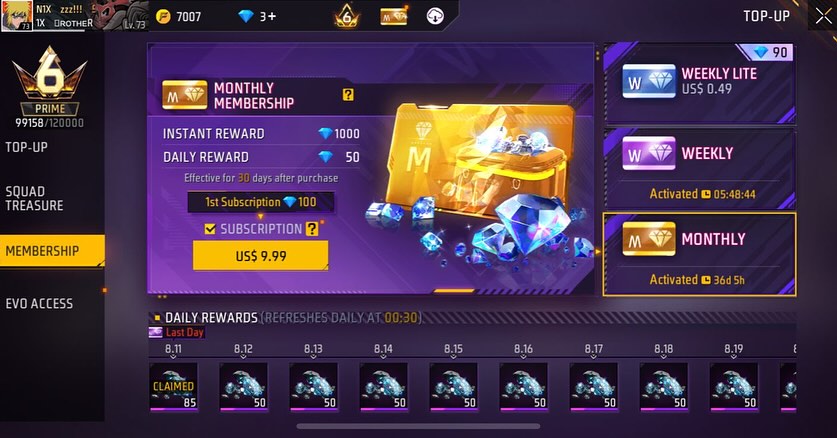 N1X zzz!!!
1X BROTHER Lv. 73
73
7007
3+
6
M
TOP-UP
6
PRIME
99158/120000
TOP-UP
SQUAD
TREASURE
MEMBERSHIP
EVO ACCESS
M
MONTHLY
MEMBERSHIP
?
INSTANT REWARD 1000
DAILY REWARD 50
Effective for 30 days after purchase
1st Subscription 100
SUBSCRIPTION ?
US$ 9.99
M
90
W
WEEKLY LITE
US$ 0.49
W
WEEKLY
Activated 05:48:44
M
MONTHLY
Activated 36d 5h
DAILY REWARDS (REFRESHES DAILY AT 00:30)
Last Day
8.11 8.12 8.13 8.14 8.15 8.16 8.17 8.18 8.19 8
CLAIMED
85 50 50 50 50 50 50 50 50